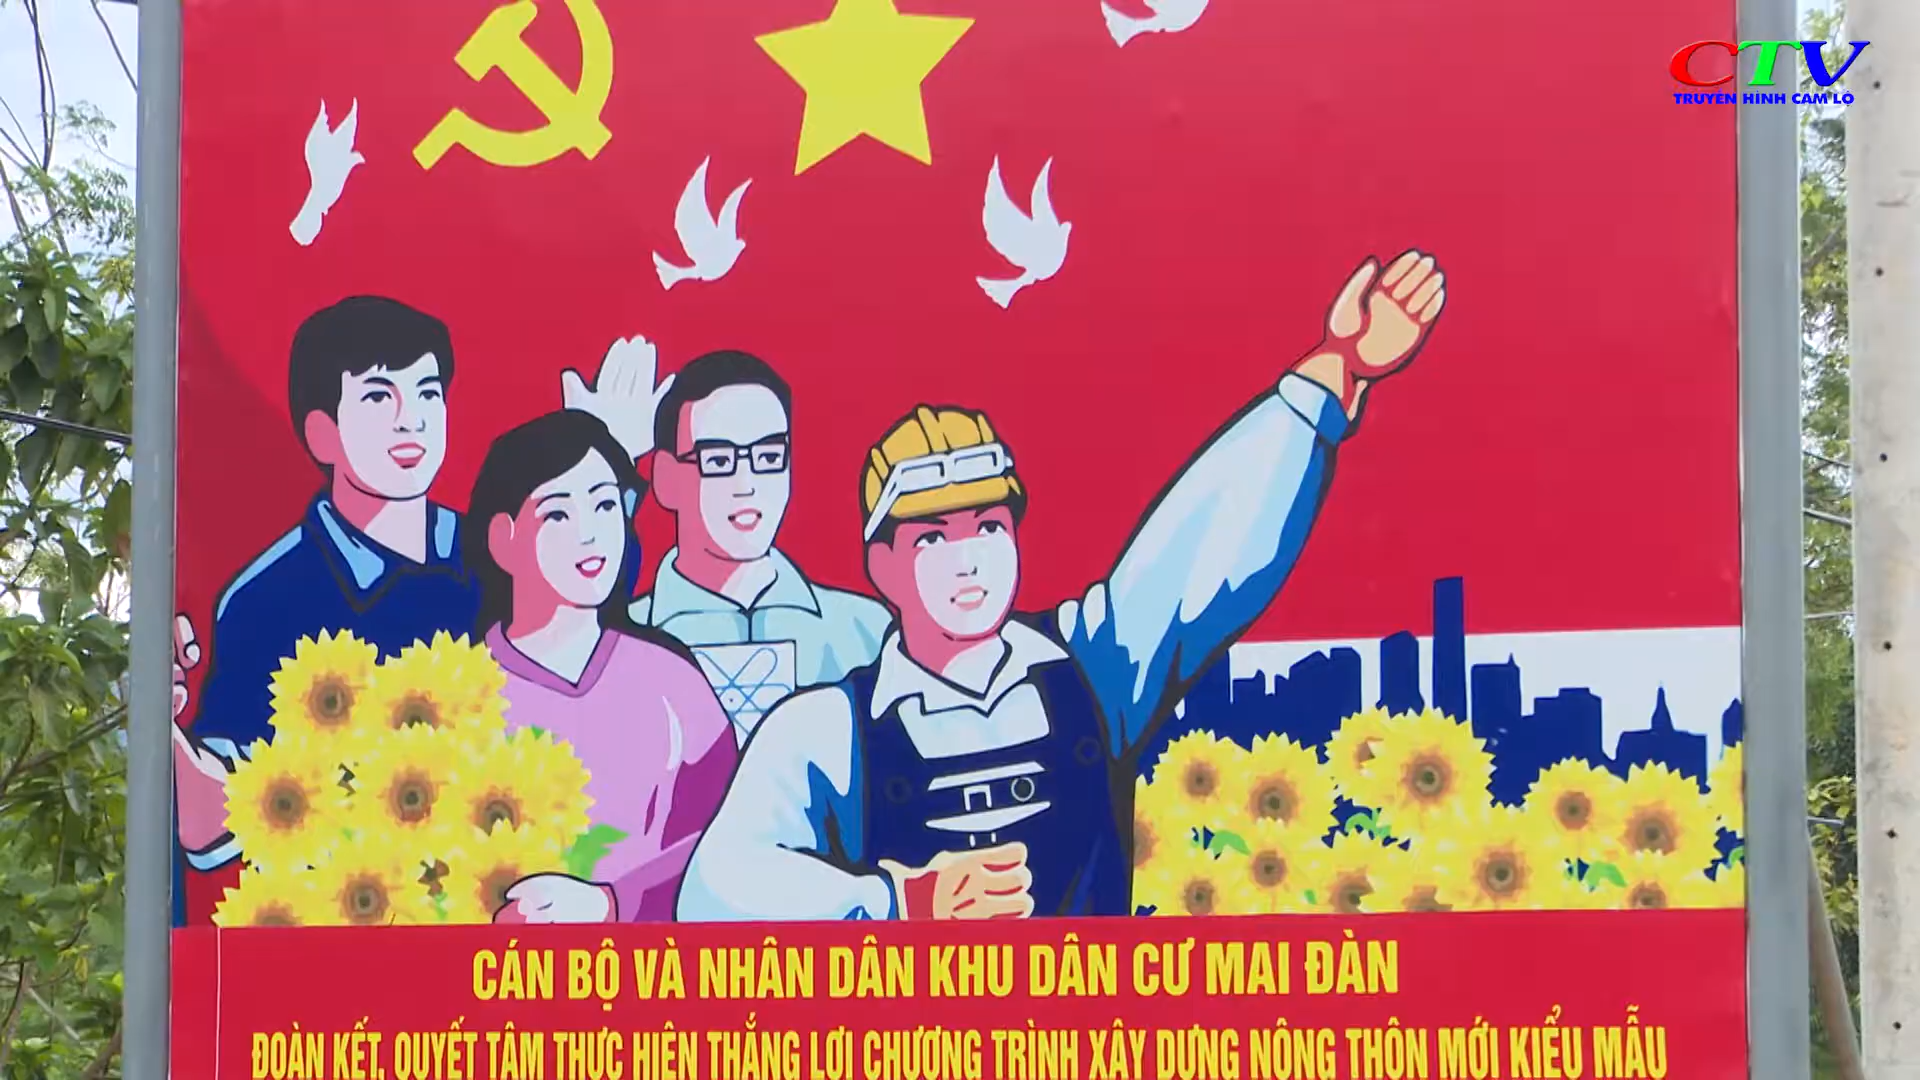 CTV
TRUYỀN HÌNH CAM LỘ
CÁN BỘ VÀ NHÂN DÂN KHU DÂN CƯ MAI ĐÀN
ĐOÀN KẾT, QUYẾT TÂM THỰC HIỆN THẮNG LỢI CHƯƠNG TRÌNH XÂY DỰNG NÔNG THÔN MỚI KIỂU MẪU